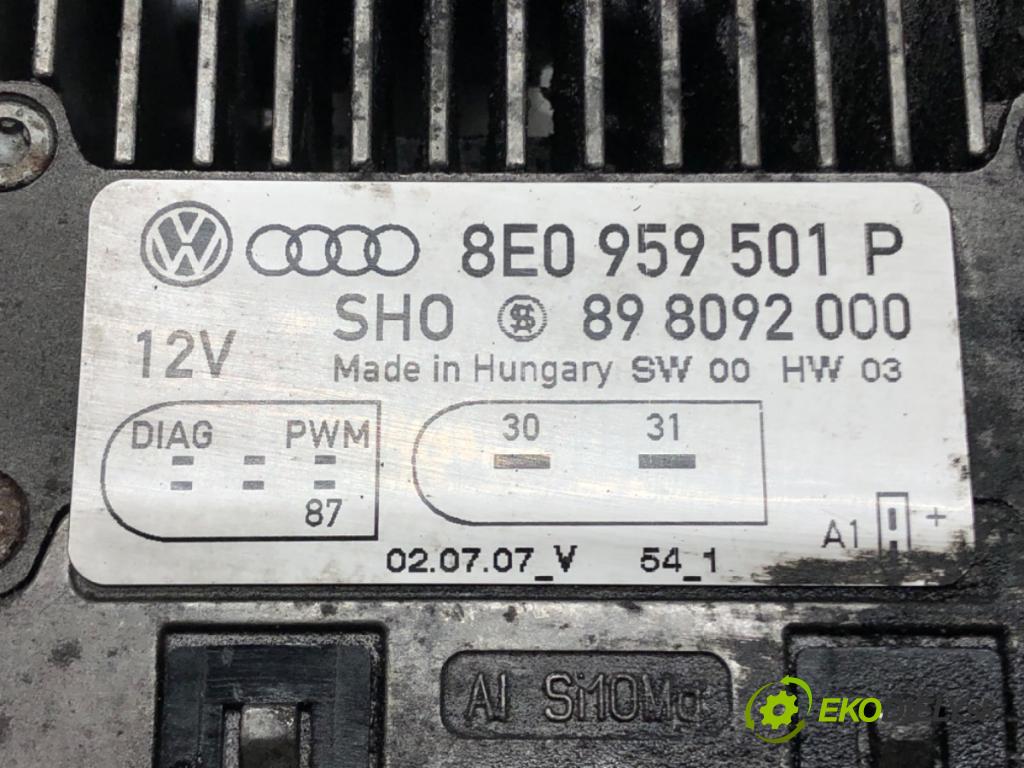 8E0 959 501 P
SHO 89 8092 000
12V
Made in Hungary SW 00 HW 03
DIAG PWM
30 31
87
A1 +
02.07.07_V 54_1
Al Si10Mg
EKO